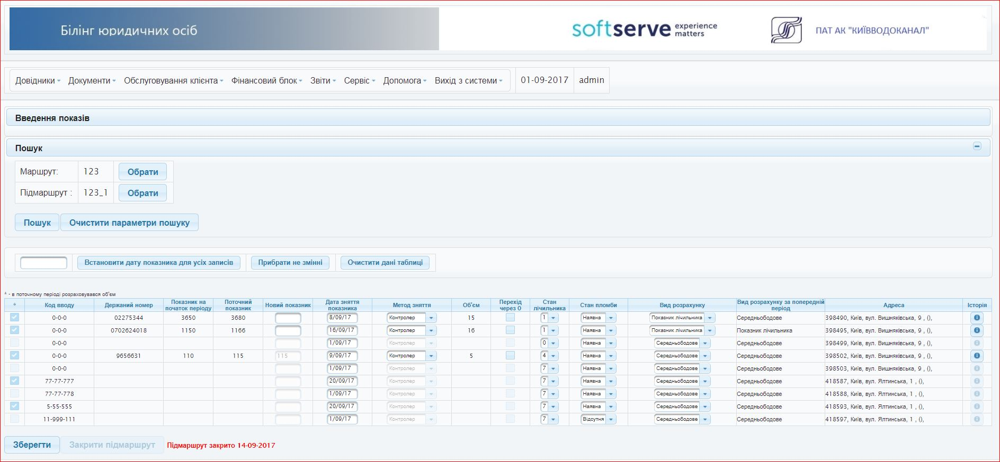 Білінг юридичних осіб
softserve experience matters
ПАТ АК "КИЇВВОДОКАНАЛ"
Довідники Документи Обслуговування клієнта Фінансовий блок Звіти Сервіс Допомога Вихід з системи 01-09-2017 admin
Введення показів
Пошук
Маршрут: 123 Обрати
Підмаршрут : 123_1 Обрати
Пошук Очистити параметри пошуку
Встановити дату показника для усіх записів Прибрати не змінні Очистити дані таблиці
* - в поточному періоді розраховувався об'єм
* Код вводу Держаний номер Показник на початок періоду Поточний показник Новий показник Дата зняття показника Метод зняття Об'єм Перехід через 0 Стан лічильника Стан пломби Вид розрахунку Вид розрахунку за попередній період Адреса Історія
0-0-0 02275344 3650 3680 8/09/17 Контролер 15 1 Наявна Показник лічильника Середньободове 398490, Київ, вул. Вишняківська, 9 , (),
0-0-0 0702624018 1150 1166 16/09/17 Контролер 16 1 Наявна Показник лічильника Показник лічильника 398495, Київ, вул. Вишняківська, 9 , (),
0-0-0 1/09/17 Контролер 0 Наявна Середньободове Середньободове 398499, Київ, вул. Вишняківська, 9 , (),
0-0-0 9656631 110 115 115 9/09/17 Контролер 5 4 Наявна Середньободове Середньободове 398502, Київ, вул. Вишняківська, 9 , (),
0-0-0 1/09/17 Контролер 7 Наявна Середньободове Середньободове 398503, Київ, вул. Вишняківська, 9 , (),
77-77-777 20/09/17 Контролер 7 Наявна Середньободове Середньободове 418587, Київ, вул. Ялтинська, 1 , (),
77-77-778 1/09/17 Контролер 7 Наявна Середньободове Середньободове 418588, Київ, вул. Ялтинська, 1 , (),
5-55-555 20/09/17 Контролер 7 Наявна Середньободове Середньободове 418593, Київ, вул. Ялтинська, 1 , (),
11-999-111 1/09/17 Контролер 7 Відсутня Середньободове Середньободове 418597, Київ, вул. Ялтинська, 1 , (),
Зберегти Закрити підмаршрут Підмаршрут закрито 14-09-2017